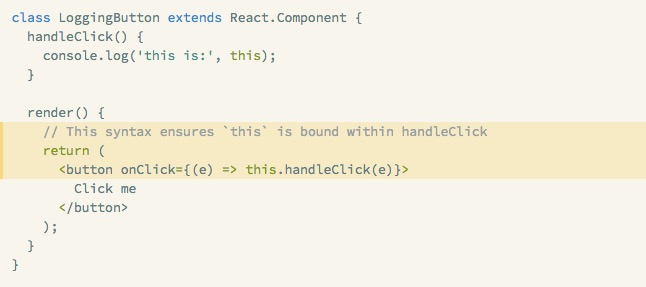 class LoggingButton extends React.Component {
  handleClick() {
    console.log('this is:', this);
  }

  render() {
    // This syntax ensures `this` is bound within handleClick
    return (
      <button onClick={(e) => this.handleClick(e)}>
        Click me
      </button>
    );
  }
}